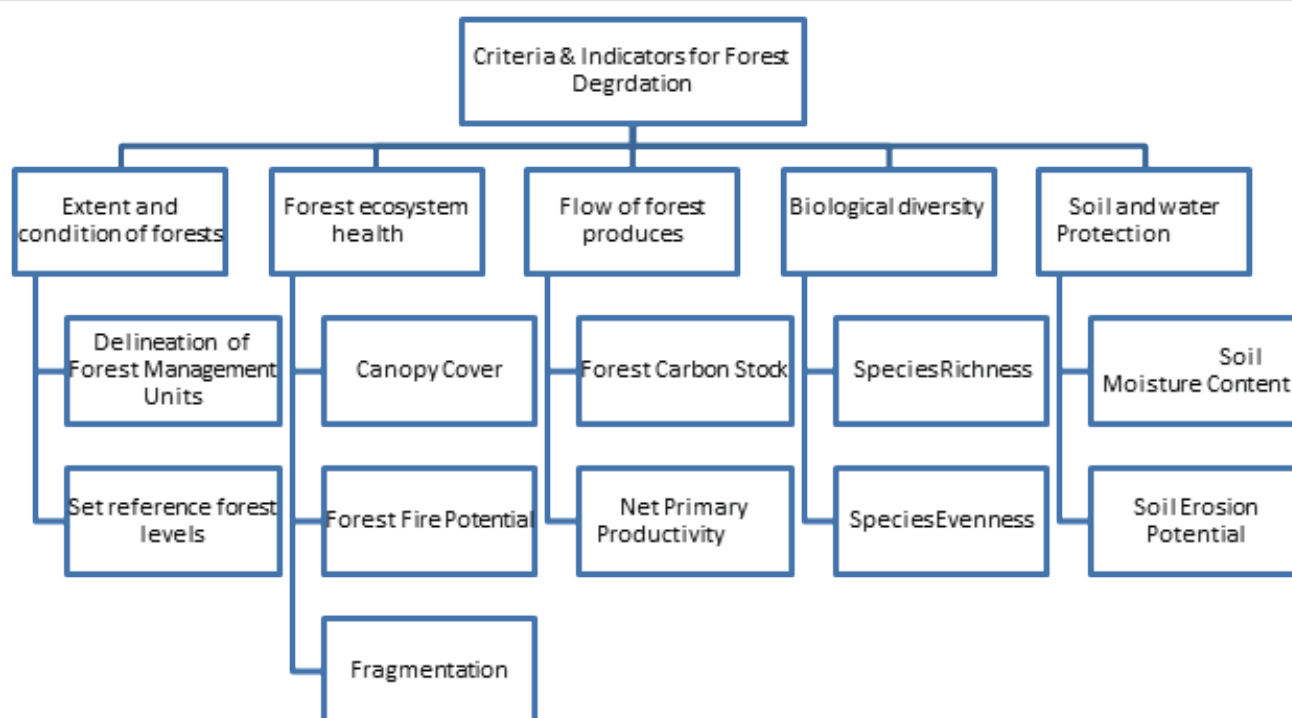 Criteria & Indicators for Forest
Degrdation
Extent and
condition of forests
Forest ecosystem
health
Flow of forest
produces
Biological diversity
Soil and water
Protection
Delineation of
Forest Management
Units
Canopy Cover
Forest Carbon Stock
Species Richness
Soil
Moisture Content
Set reference forest
levels
Forest Fire Potential
Net Primary
Productivity
Species Evenness
Soil Erosion
Potential
Fragmentation